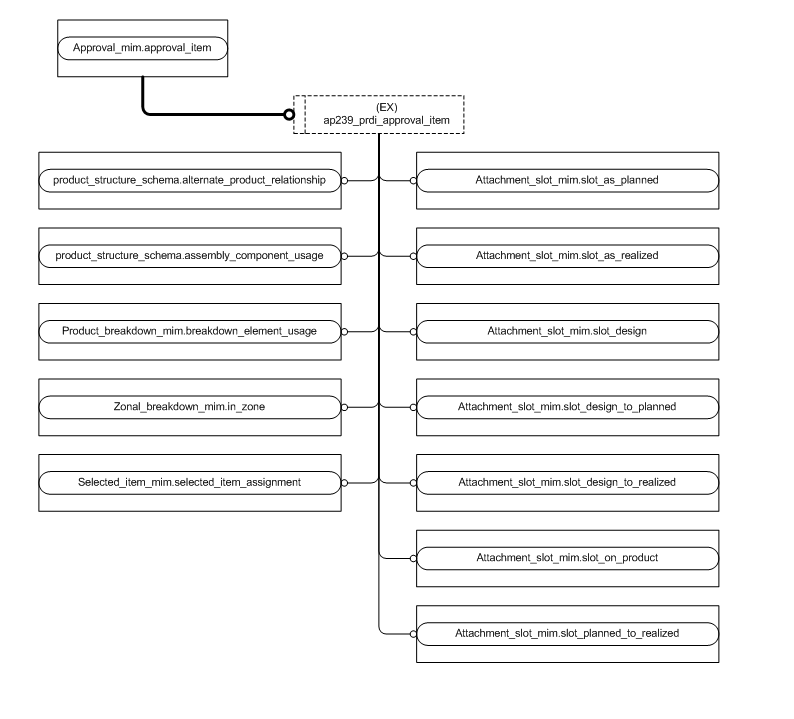 Approval_mim.approval_item
(EX)
ap239_prdi_approval_item
product_structure_schema.alternate_product_relationship
Attachment_slot_mim.slot_as_planned
product_structure_schema.assembly_component_usage
Attachment_slot_mim.slot_as_realized
Product_breakdown_mim.breakdown_element_usage
Attachment_slot_mim.slot_design
Zonal_breakdown_mim.in_zone
Attachment_slot_mim.slot_design_to_planned
Selected_item_mim.selected_item_assignment
Attachment_slot_mim.slot_design_to_realized
Attachment_slot_mim.slot_on_product
Attachment_slot_mim.slot_planned_to_realized